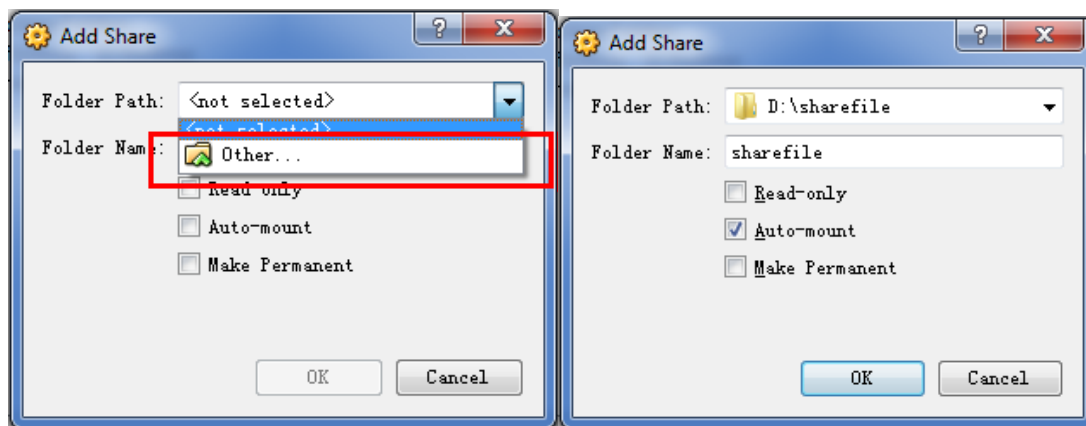 Add Share
Folder Path: <not selected>
<not selected>
Folder Name: Other...
Read-only
Auto-mount
Make Permanent
OK Cancel
Add Share
Folder Path: D:\sharefile
Folder Name: sharefile
Read-only
Auto-mount
Make Permanent
OK Cancel